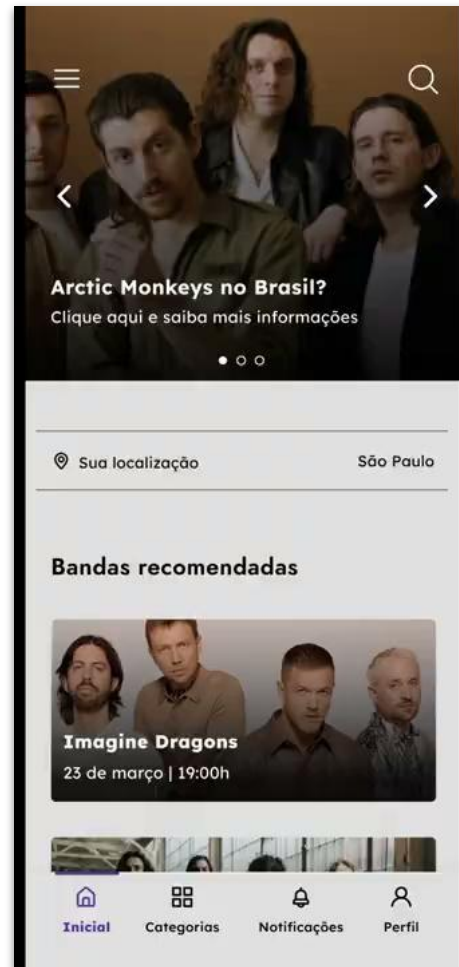 Arctic Monkeys no Brasil?
Clique aqui e saiba mais informações
Sua localização São Paulo
Bandas recomendadas
Imagine Dragons
23 de março | 19:00h
Inicial Categorias Notificações Perfil